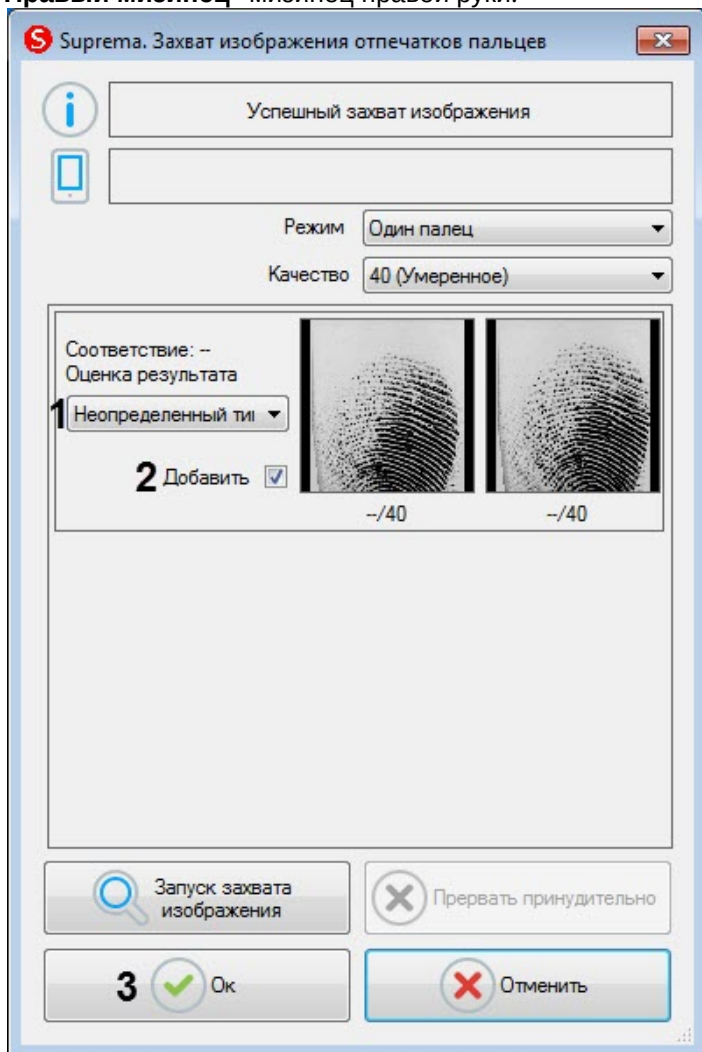 Правый мизинец - мизинец правой руки.
Suprema. Захват изображения отпечатков пальцев
Успешный захват изображения
Режим Один палец
Качество 40 (Умеренное)
Соответствие: --
Оценка результата
1 Неопределенный тип
2 Добавить
--/40 --/40
Запуск захвата
изображения
Прервать принудительно
3 Ок
Отменить